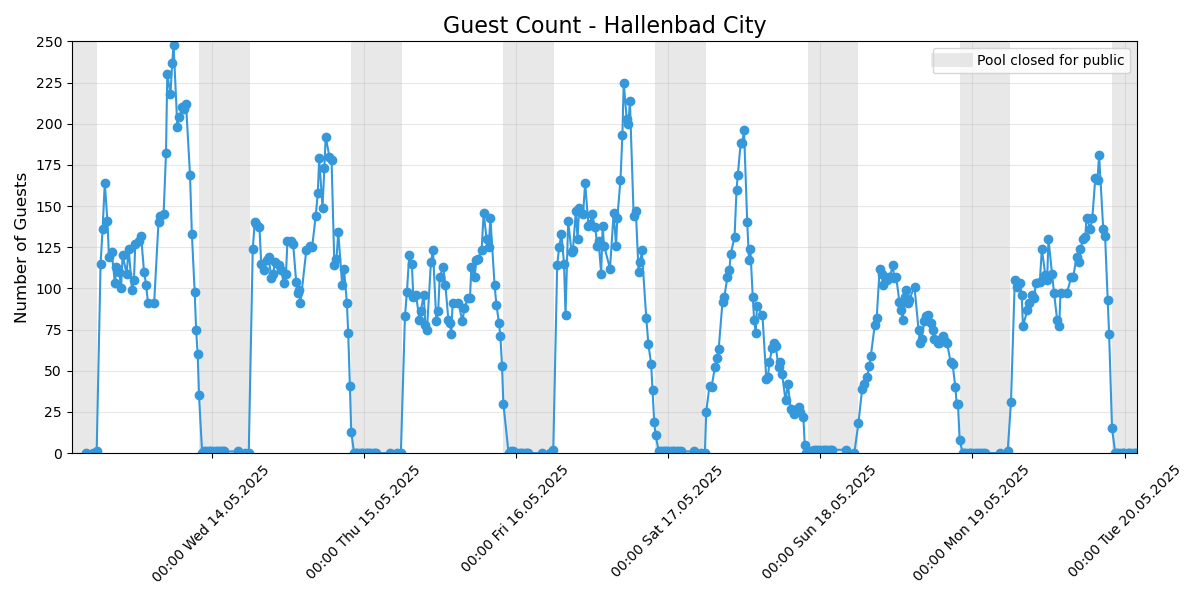 Guest Count - Hallenbad City
Pool closed for public
Number of Guests
250
225
200
175
150
125
100
75
50
25
0
00:00 Wed 14.05.2025
00:00 Thu 15.05.2025
00:00 Fri 16.05.2025
00:00 Sat 17.05.2025
00:00 Sun 18.05.2025
00:00 Mon 19.05.2025
00:00 Tue 20.05.2025